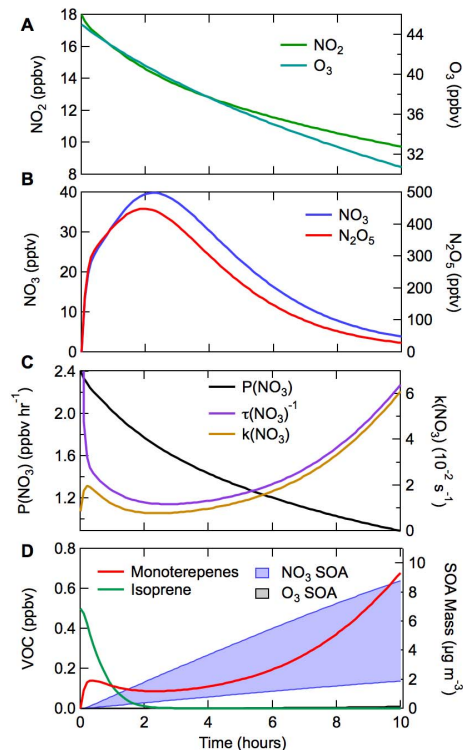 A
18
16
14
12
10
8
NO2 (ppbv)
NO2
O3
44
40
36
32
O3 (ppbv)
B
40
30
20
10
0
NO3 (pptv)
NO3
N2O5
500
400
300
200
100
0
N2O5 (pptv)
C
2.4
2.0
1.6
1.2
P(NO3) (ppbv hr-1)
P(NO3)
τ(NO3)-1
k(NO3)
6
4
2
0
k(NO3) (10-2 s-1)
D
0.8
0.6
0.4
0.2
0.0
VOC (ppbv)
Monoterepenes
Isoprene
NO3 SOA
O3 SOA
10
8
6
4
2
0
SOA Mass (µg m-3)
0 2 4 6 8 10
Time (hours)